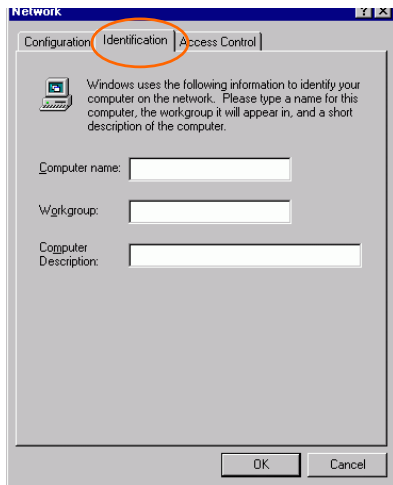 Network
Configuration Identification Access Control
Windows uses the following information to identify your
computer on the network. Please type a name for this
computer, the workgroup it will appear in, and a short
description of the computer.
Computer name:
Workgroup:
Computer
Description:
OK Cancel